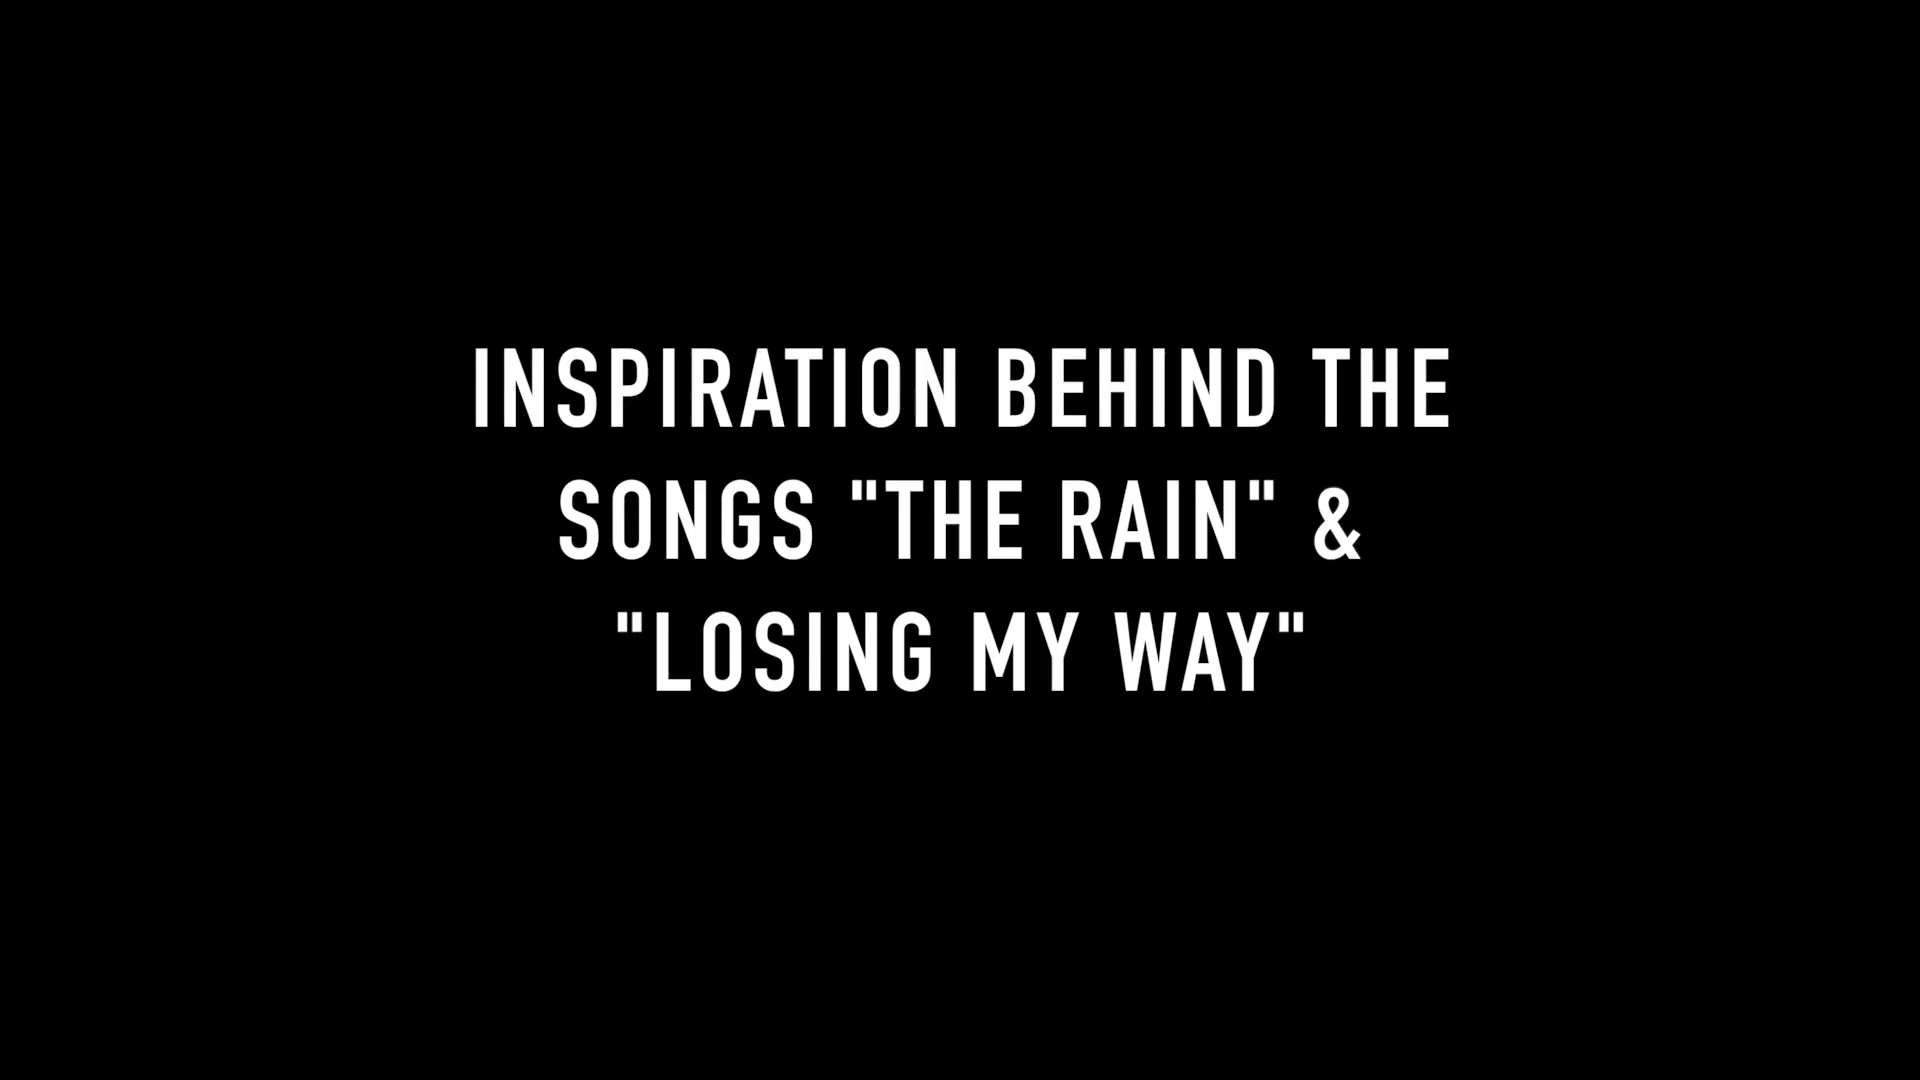 INSPIRATION BEHIND THE
SONGS "THE RAIN" &
"LOSING MY WAY"